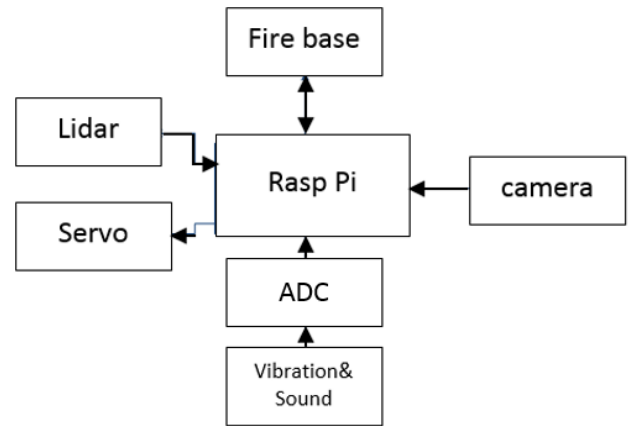 Fire base
Lidar
Rasp Pi
camera
Servo
ADC
Vibration&
Sound